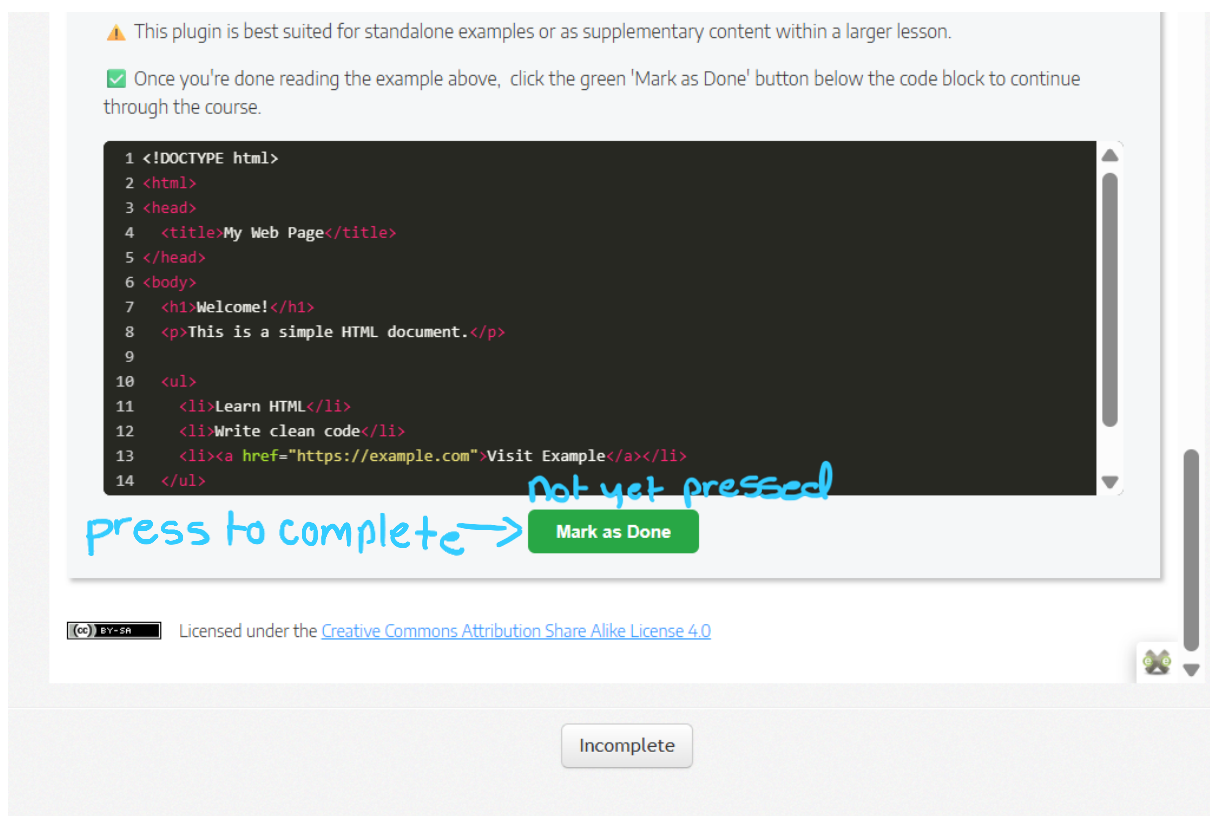 ⚠️ This plugin is best suited for standalone examples or as supplementary content within a larger lesson.
✅ Once you're done reading the example above, click the green 'Mark as Done' button below the code block to continue
through the course.
1 <!DOCTYPE html>
2 <html>
3 <head>
4   <title>My Web Page</title>
5 </head>
6 <body>
7   <h1>Welcome!</h1>
8   <p>This is a simple HTML document.</p>
9
10   <ul>
11     <li>Learn HTML</li>
12     <li>Write clean code</li>
13     <li><a href="https://example.com">Visit Example</a></li>
14   </ul>
not yet pressed
press to complete → Mark as Done
(cc) BY-SA Licensed under the Creative Commons Attribution Share Alike License 4.0
Incomplete